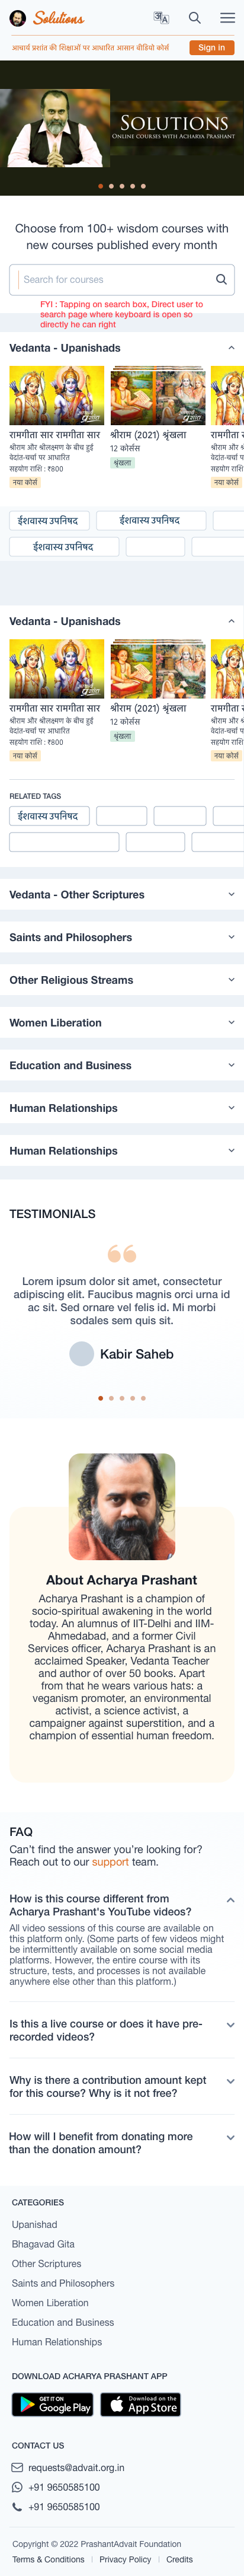 Solutions
आचार्य प्रशांत की शिक्षाओं पर आधारित आसान वीडियो कोर्स
Sign in
SOLUTIONS
ONLINE COURSES WITH ACHARYA PRASHANT
Choose from 100+ wisdom courses with
new courses published every month
Search for courses
FYI : Tapping on search box, Direct user to
search page where keyboard is open so
directly he can right
Vedanta - Upanishads
रामगीता सार रामगीता सार
श्रीराम और श्रीलक्ष्मण के बीच हुई
वेदांत-चर्चा पर आधारित
सहयोग राशि : ₹800
नया कोर्स
श्रीराम (2021) श्रृंखला
12 कोर्सस
श्रृंखला
रामगीता
श्रीराम और
वेदांत-चर्चा प
सहयोग राशि
नया कोर्स
ईशवास्य उपनिषद
ईशवास्य उपनिषद
ईशवास्य उपनिषद
Vedanta - Upanishads
रामगीता सार रामगीता सार
श्रीराम और श्रीलक्ष्मण के बीच हुई
वेदांत-चर्चा पर आधारित
सहयोग राशि : ₹800
नया कोर्स
श्रीराम (2021) श्रृंखला
12 कोर्सस
श्रृंखला
रामगीता
श्रीराम और
वेदांत-चर्चा प
सहयोग राशि
नया कोर्स
RELATED TAGS
ईशवास्य उपनिषद
Vedanta - Other Scriptures
Saints and Philosophers
Other Religious Streams
Women Liberation
Education and Business
Human Relationships
Human Relationships
TESTIMONIALS
Lorem ipsum dolor sit amet, consectetur
adipiscing elit. Faucibus magnis orci urna id
ac sit. Sed ornare vel felis id. Mi morbi
sodales sem quis sit.
Kabir Saheb
About Acharya Prashant
Acharya Prashant is a champion of
socio-spiritual awakening in the world
today. An alumnus of IIT-Delhi and IIM-
Ahmedabad, and a former Civil
Services officer, Acharya Prashant is an
acclaimed Speaker, Vedanta Teacher
and author of over 50 books. Apart
from that he wears various hats: a
veganism promoter, an environmental
activist, a science activist, a
campaigner against superstition, and a
champion of essential human freedom.
FAQ
Can't find the answer you're looking for?
Reach out to our support team.
How is this course different from
Acharya Prashant's YouTube videos?
All video sessions of this course are available on
this platform only. (Some parts of few videos might
be intermittently available on some social media
platforms. However, the entire course with its
structure, tests, and processes is not available
anywhere else other than this platform.)
Is this a live course or does it have pre-
recorded videos?
Why is there a contribution amount kept
for this course? Why is it not free?
How will I benefit from donating more
than the donation amount?
CATEGORIES
Upanishad
Bhagavad Gita
Other Scriptures
Saints and Philosophers
Women Liberation
Education and Business
Human Relationships
DOWNLOAD ACHARYA PRASHANT APP
GET IT ON
Google Play
Download on the
App Store
CONTACT US
requests@advait.org.in
+91 9650585100
+91 9650585100
Copyright © 2022 PrashantAdvait Foundation
Terms & Conditions | Privacy Policy | Credits